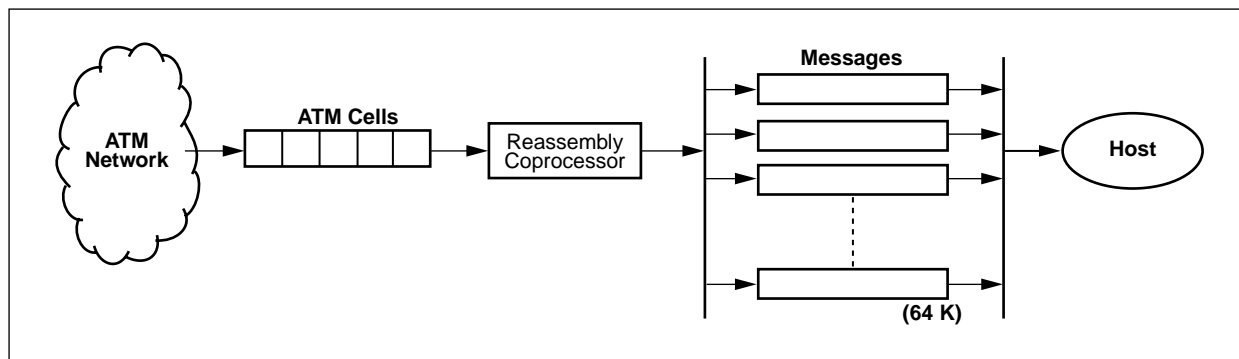 ATM
Network
ATM Cells
Reassembly
Coprocessor
Messages
(64 K)
Host